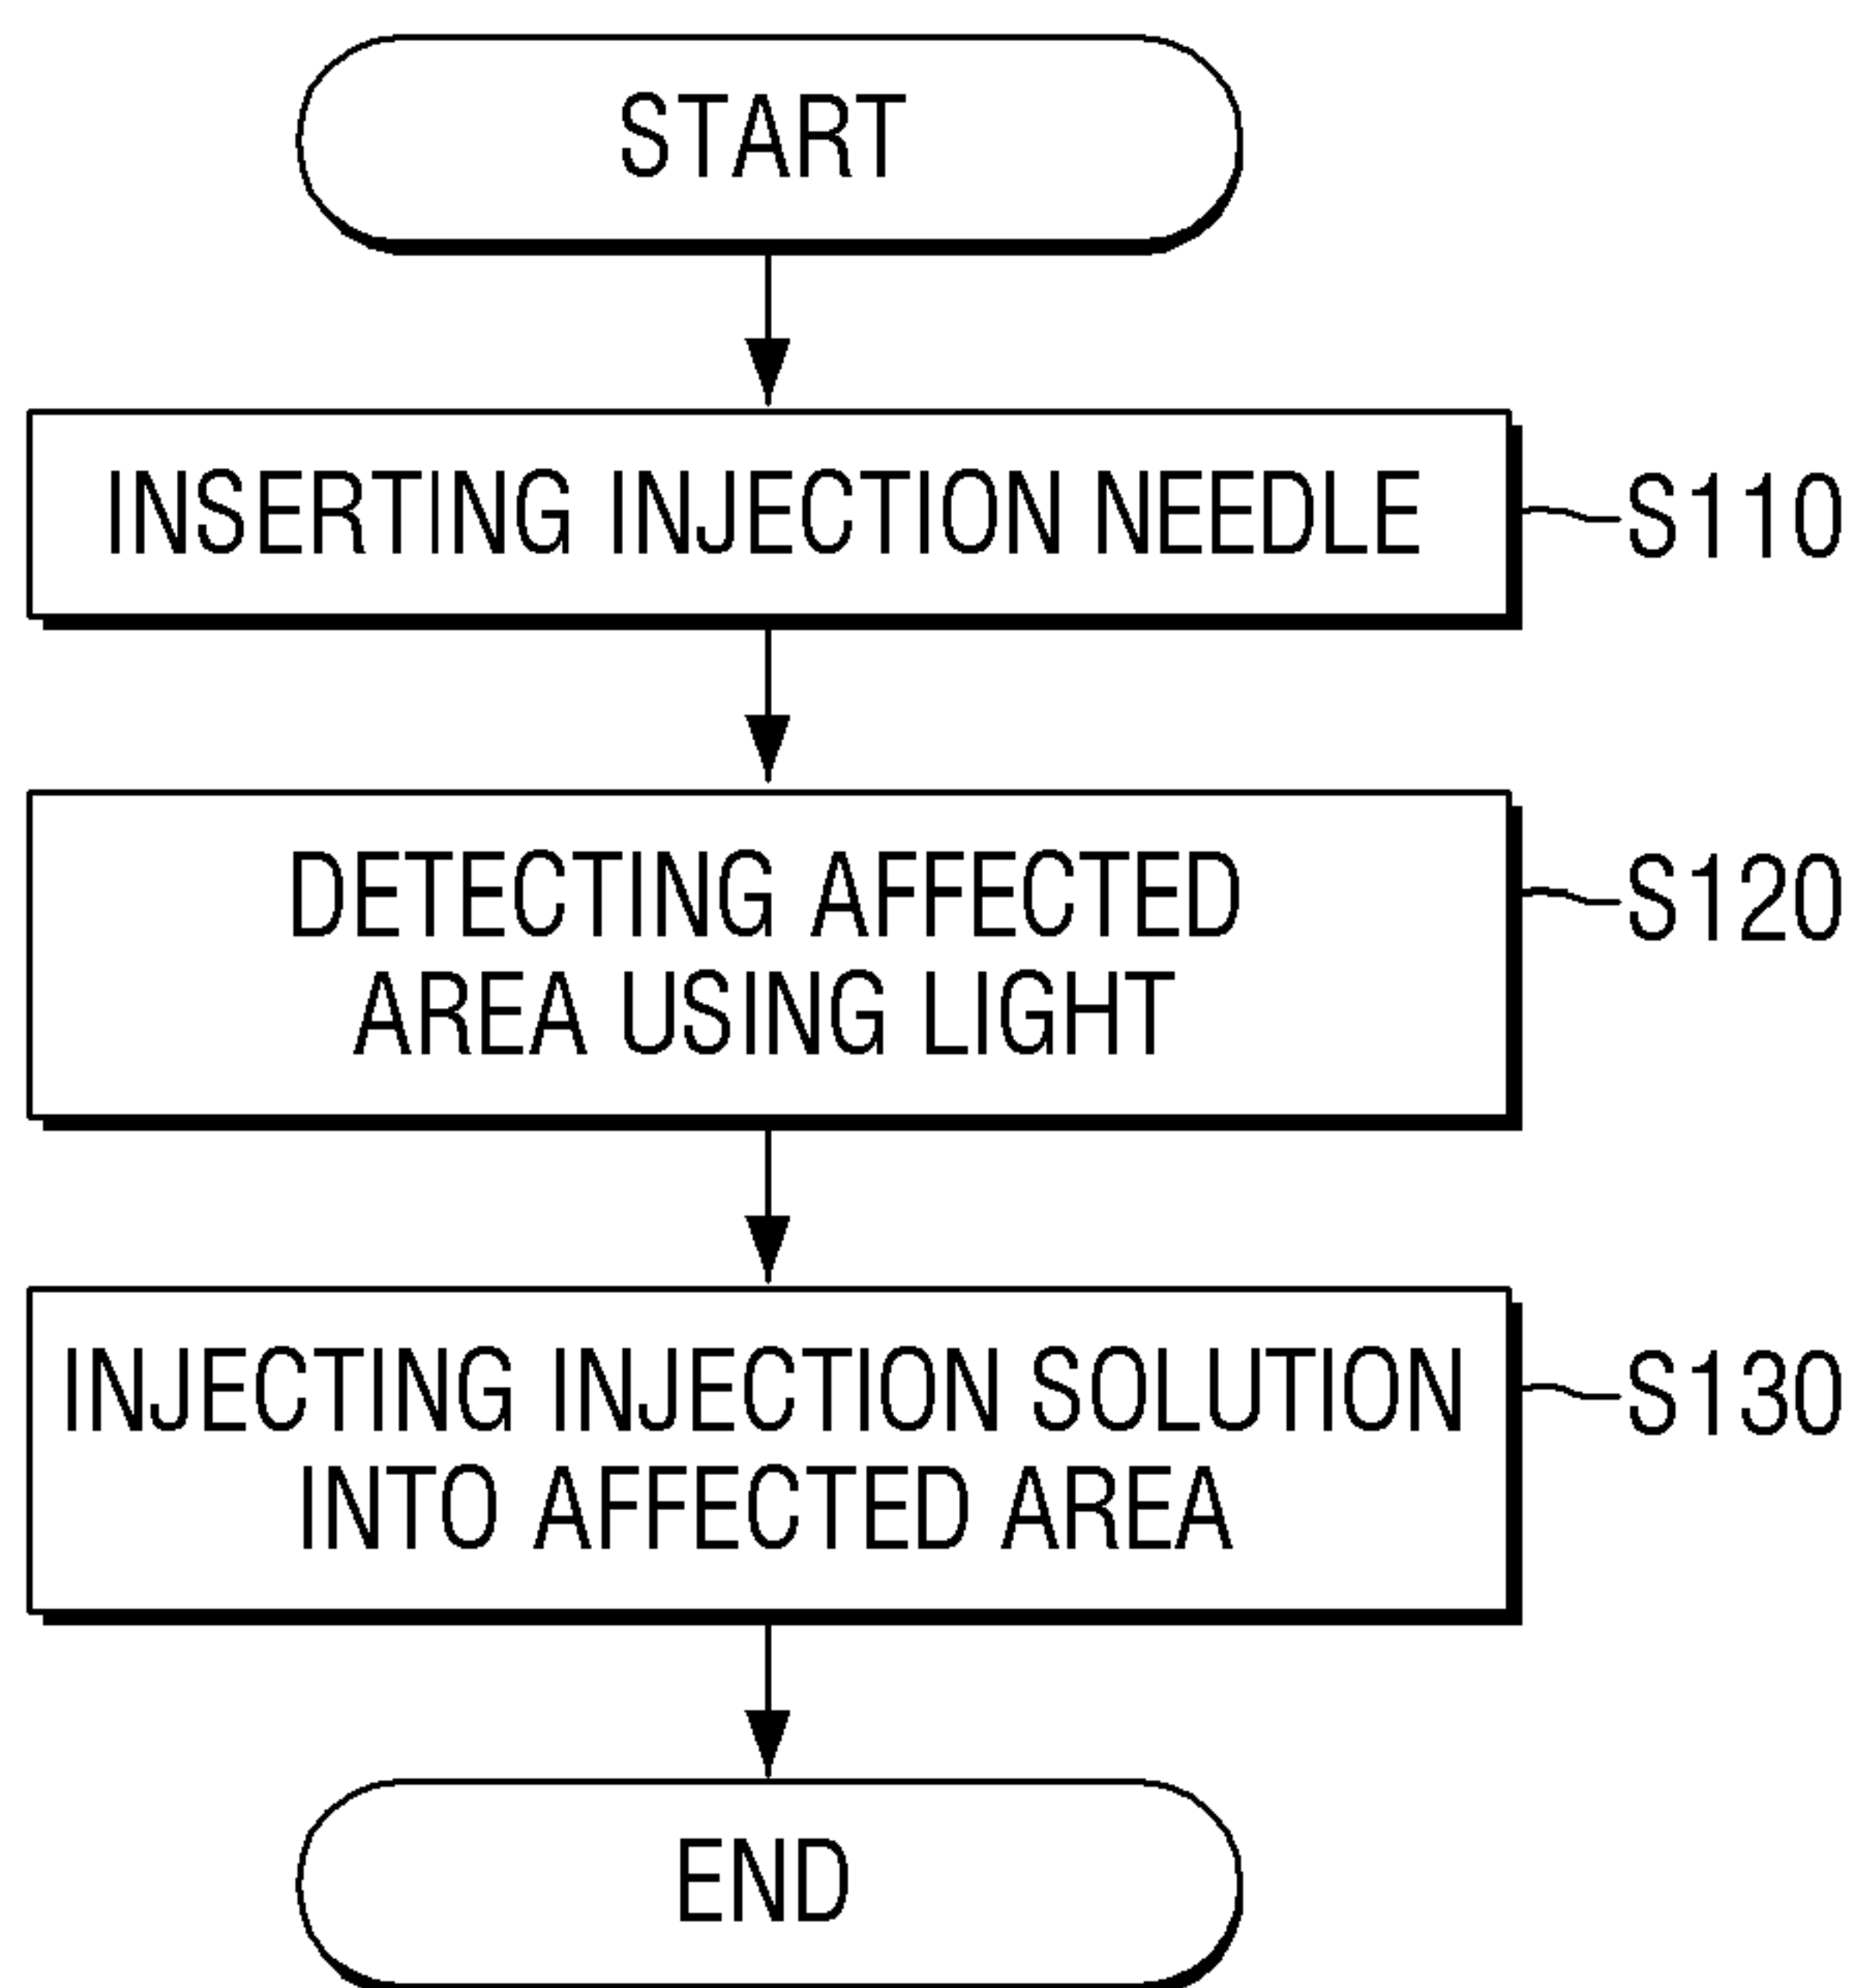 START
INSERTING INJECTION NEEDLE
S110
DETECTING AFFECTED
AREA USING LIGHT
S120
INJECTING INJECTION SOLUTION
INTO AFFECTED AREA
S130
END